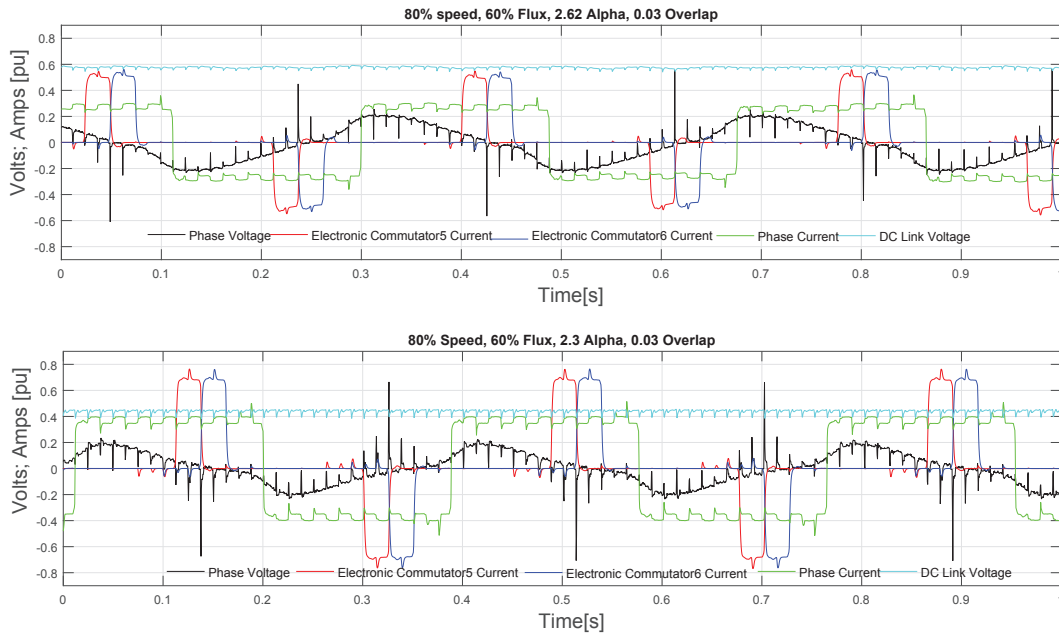 80% speed, 60% Flux, 2.62 Alpha, 0.03 Overlap
Volts; Amps [pu]
0.8
0.6
0.4
0.2
0
-0.2
-0.4
-0.6
-0.8
Phase Voltage Electronic Commutator5 Current Electronic Commutator6 Current Phase Current DC Link Voltage
0 0.1 0.2 0.3 0.4 0.5 0.6 0.7 0.8 0.9
Time[s]
80% Speed, 60% Flux, 2.3 Alpha, 0.03 Overlap
Volts; Amps [pu]
0.8
0.6
0.4
0.2
0
-0.2
-0.4
-0.6
-0.8
Phase Voltage Electronic Commutator5 Current Electronic Commutator6 Current Phase Current DC Link Voltage
0 0.1 0.2 0.3 0.4 0.5 0.6 0.7 0.8 0.9
Time[s]